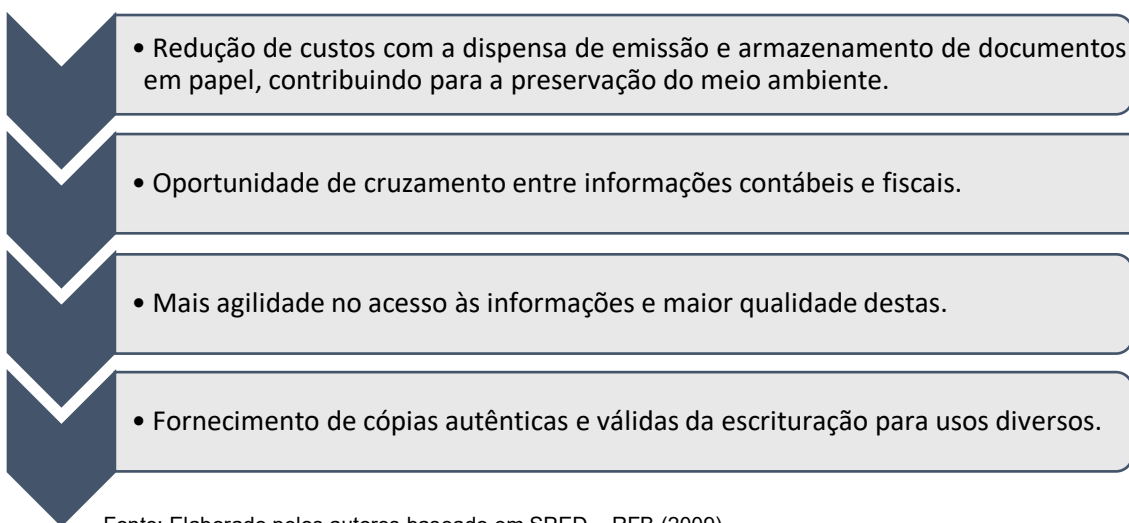 • Redução de custos com a dispensa de emissão e armazenamento de documentos
em papel, contribuindo para a preservação do meio ambiente.
• Oportunidade de cruzamento entre informações contábeis e fiscais.
• Mais agilidade no acesso às informações e maior qualidade destas.
• Fornecimento de cópias autênticas e válidas da escrituração para usos diversos.
Fonte: Elaborado pelos autores baseado em SPED – RFB (2009)